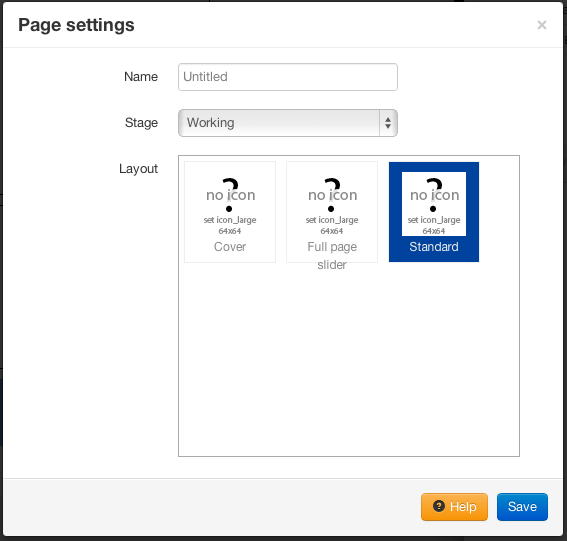 Page settings ×
Name Untitled
Stage Working
Layout
no icon no icon no icon
set icon_large set icon_large set icon_large
64x64 64x64 64x64
Cover Full page Standard
slider
Help Save